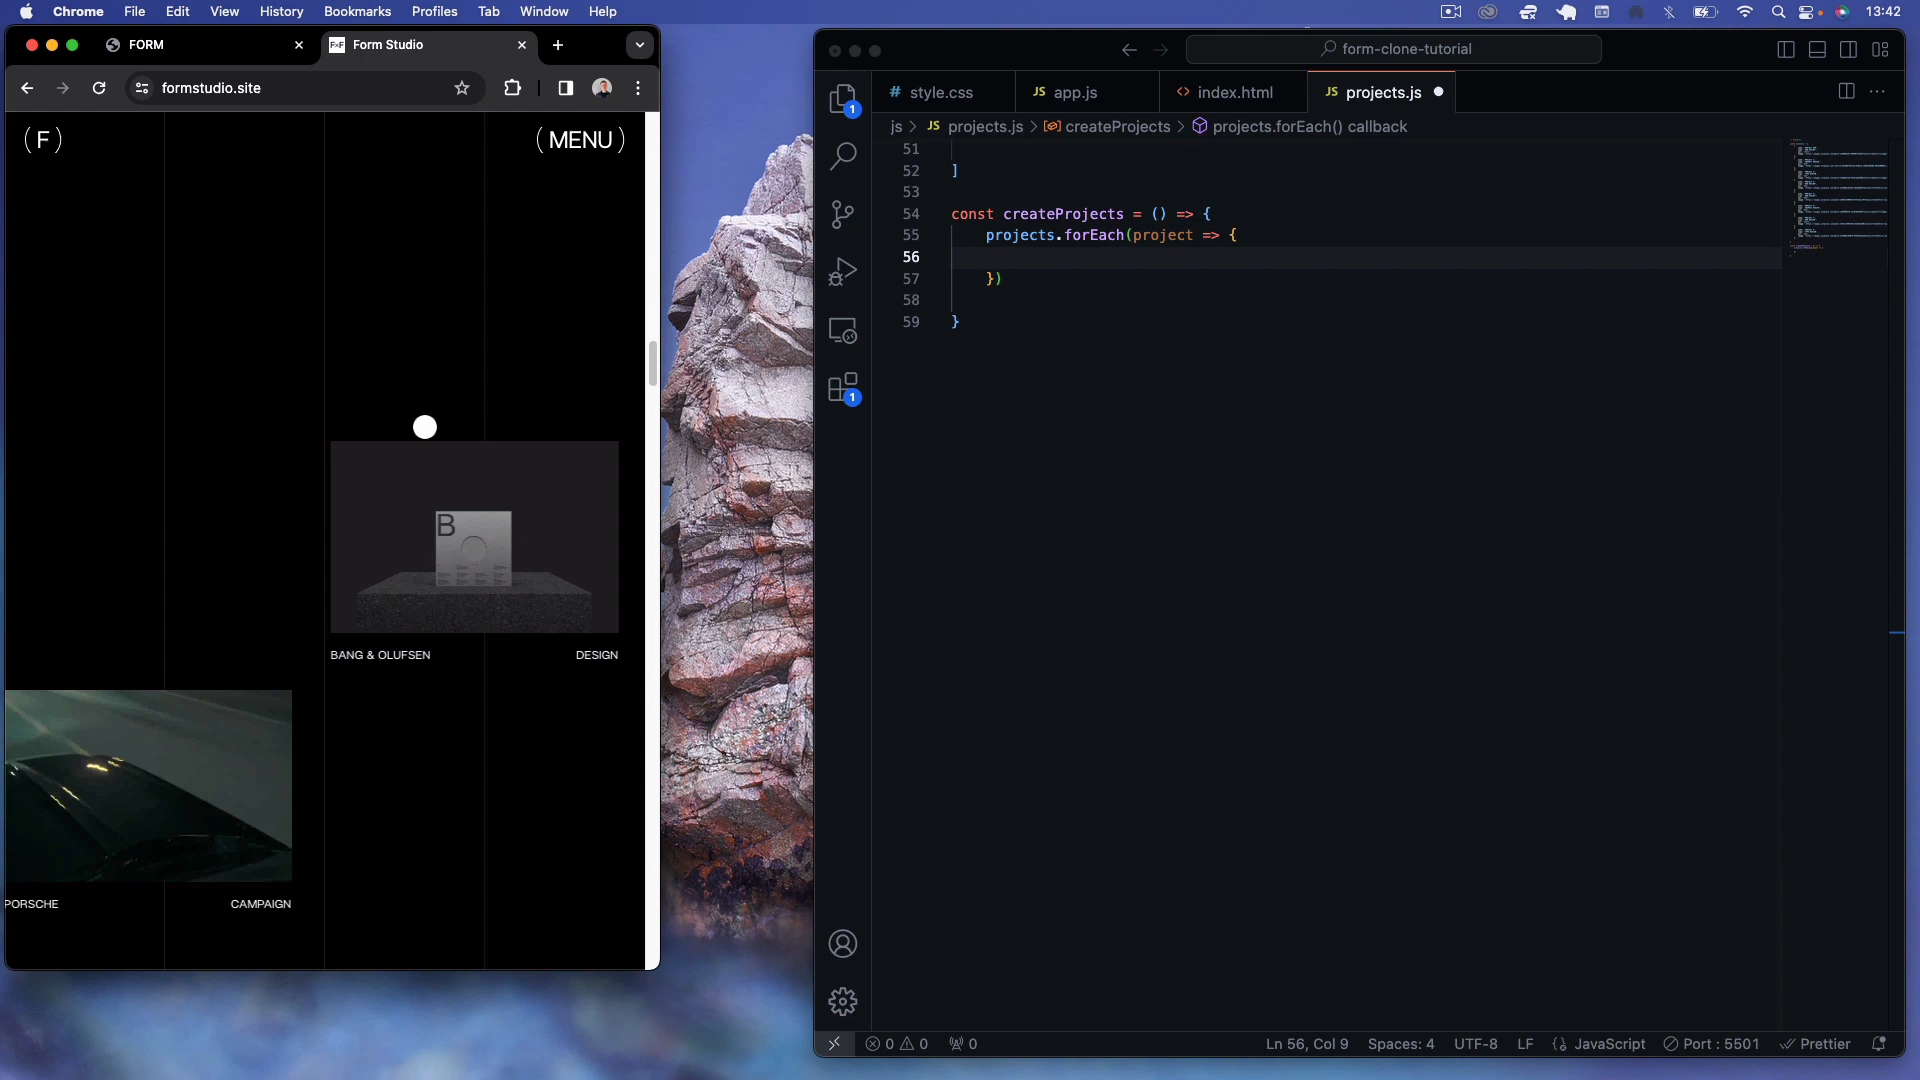 Chrome File Edit View History Bookmarks Profiles Tab Window Help 13:42
FORM Form Studio
formstudio.site
(F) (MENU)
B
BANG & OLUFSEN DESIGN
PORSCHE CAMPAIGN
form-clone-tutorial
# style.css JS app.js <> index.html JS projects.js
js > JS projects.js > createProjects > projects.forEach() callback
51
52 ]
53
54 const createProjects = () => {
55 projects.forEach(project => {
56
57 })
58
59 }
1
1
0 0 0 Ln 56, Col 9 Spaces: 4 UTF-8 LF {} JavaScript Port : 5501 Prettier